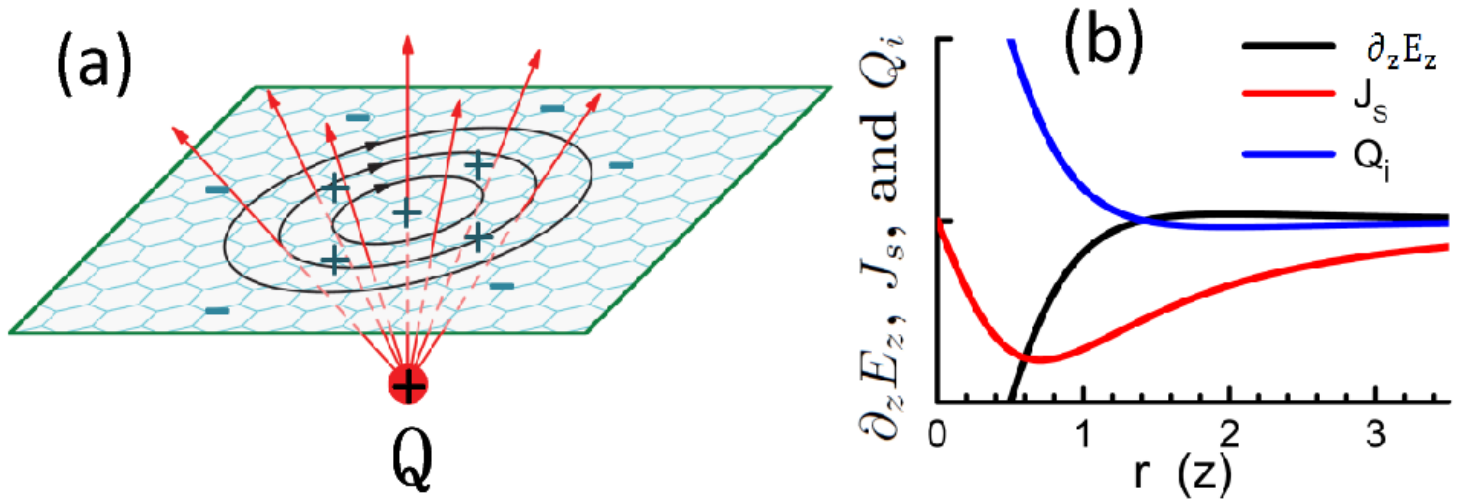 (a)
+ + + + +
- - - - - - -
+
Q
(b)
∂zEz, Js, and Qi
∂zEz
Js
Qi
0 1 2 3
r (z)